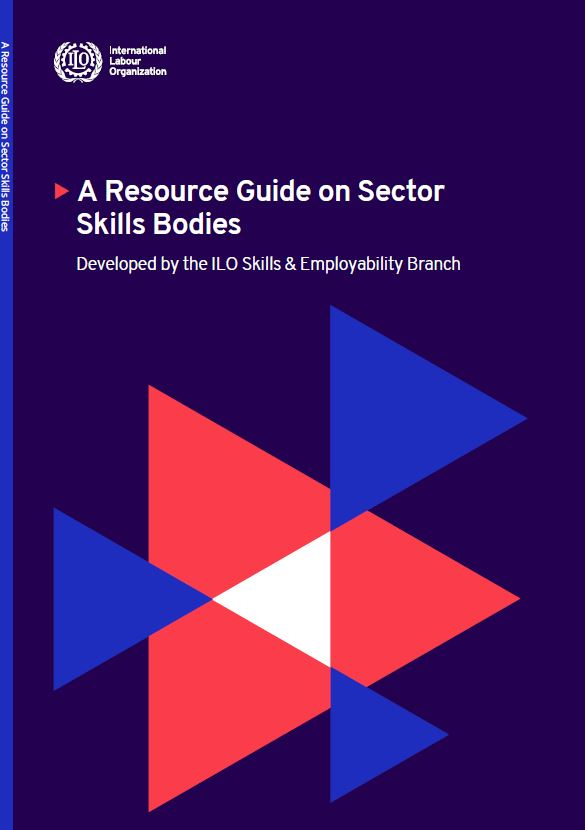 A Resource Guide on Sector Skills Bodies
ILO
International
Labour
Organization
A Resource Guide on Sector
Skills Bodies
Developed by the ILO Skills & Employability Branch